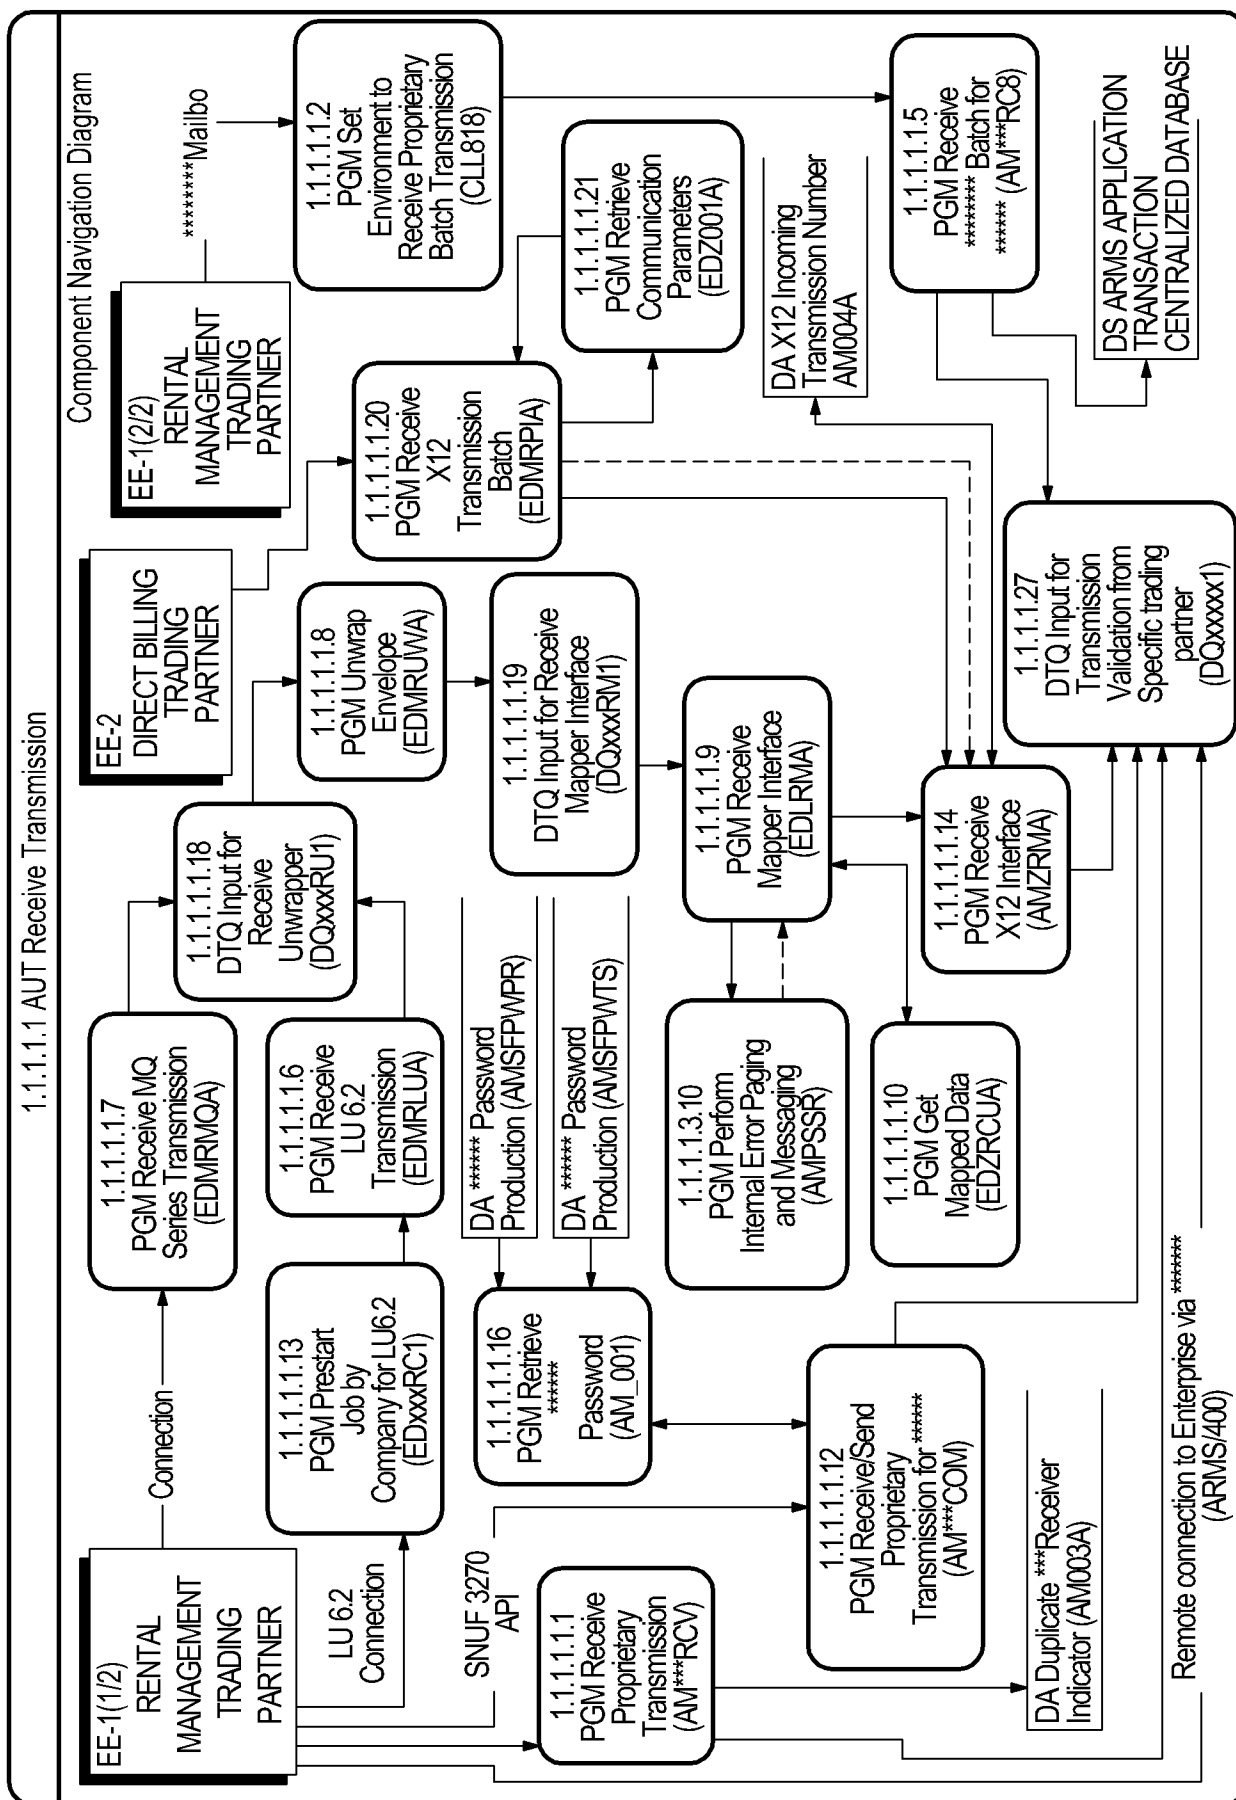 1.1.1.1.1 AUT Receive Transmission
Component Navigation Diagram
EE-1(1/2)
RENTAL
MANAGEMENT
TRADING
PARTNER
Connection
1.1.1.1.1.7
PGM Receive MQ
Series Transmission
(EDMRMQA)
1.1.1.1.1.18
DTQ Input for
Receive
Unwrapper
(DQxxxRU1)
EE-2
DIRECT BILLING
TRADING
PARTNER
EE-1(2/2)
RENTAL
MANAGEMENT
TRADING
PARTNER
********Mailbo
LU 6.2
Connection
1.1.1.1.1.13
PGM Prestart
Job by
Company for LU6.2
(EDxxxRC1)
1.1.1.1.1.6
PGM Receive
LU 6.2
Transmission
(EDMRLUA)
1.1.1.1.1.8
PGM Unwrap
Envelope
(EDMRUWA)
1.1.1.1.1.20
PGM Receive
X12
Transmission
Batch
(EDMRPIA)
1.1.1.1.1.2
PGM Set
Environment to
Receive Proprietary
Batch Transmission
(CLL818)
SNUF 3270
API
1.1.1.1.1.16
PGM Retrieve
******
Password
(AM_001)
DA ****** Password
Production (AMSFPWPR)
DA ****** Password
Production (AMSFPWTS)
1.1.1.1.1.19
DTQ Input for Receive
Mapper Interface
(DQxxxRM1)
1.1.1.1.1.21
PGM Retrieve
Communication
Parameters
(EDZ001A)
1.1.1.1.1.1
PGM Receive
Proprietary
Transmission
(AM***RCV)
1.1.1.1.3.10
PGM Perform
Internal Error Paging
and Messaging
(AMPSSR)
1.1.1.1.1.9
PGM Receive
Mapper Interface
(EDLRMA)
DA X12 Incoming
Transmission Number
AM004A
1.1.1.1.1.12
PGM Receive/Send
Proprietary
Transmission for ******
(AM***COM)
1.1.1.1.1.10
PGM Get
Mapped Data
(EDZRCUA)
1.1.1.1.1.14
PGM Receive
X12 Interface
(AMZRMA)
1.1.1.1.1.5
PGM Receive
******** Batch for
****** (AM***RC8)
DA Duplicate ***Receiver
Indicator (AM003A)
1.1.1.1.1.27
DTQ Input for
Transmission
Validation from
Specific trading
partner
(DQxxxxx1)
DS ARMS APPLICATION
TRANSACTION
CENTRALIZED DATABASE
Remote connection to Enterprise via ********
(ARMS/400)